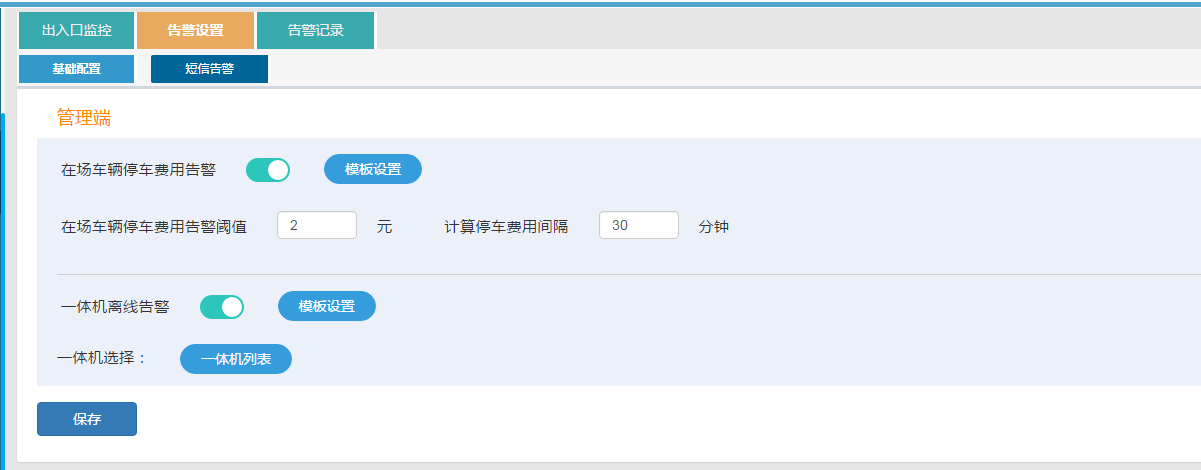 出入口监控 告警设置 告警记录
基础配置 短信告警
管理端
在场车辆停车费用告警 模板设置
在场车辆停车费用告警阈值 2 元 计算停车费用间隔 30 分钟
一体机离线告警 模板设置
一体机选择： 一体机列表
保存